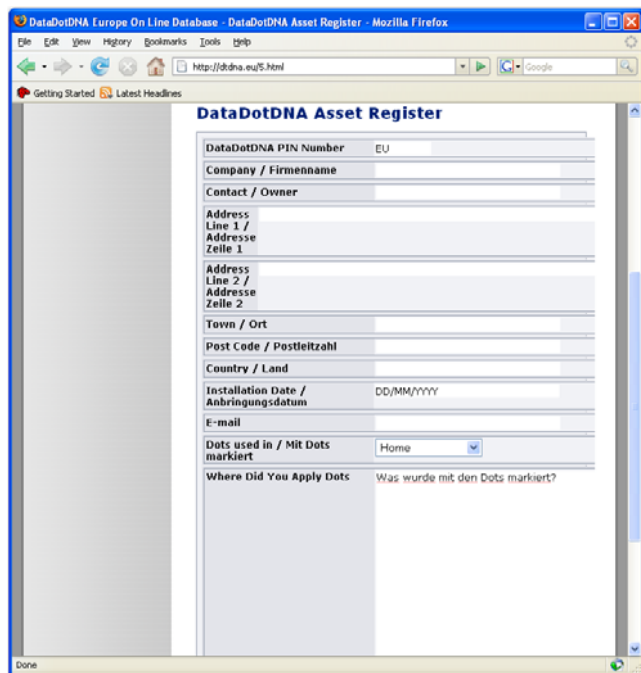 DataDotDNA Europe On Line Database - DataDotDNA Asset Register - Mozilla Firefox
File Edit View History Bookmarks Tools Help
http://dtdna.eu/5.html
G Google
Getting Started Latest Headlines
DataDotDNA Asset Register
DataDotDNA PIN Number EU
Company / Firmenname
Contact / Owner
Address
Line 1 /
Addresse
Zeile 1
Address
Line 2 /
Addresse
Zeile 2
Town / Ort
Post Code / Postleitzahl
Country / Land
Installation Date / DD/MM/YYYY
Anbringungsdatum
E-mail
Dots used in / Mit Dots Home
markiert
Where Did You Apply Dots Was wurde mit den Dots markiert?
Done